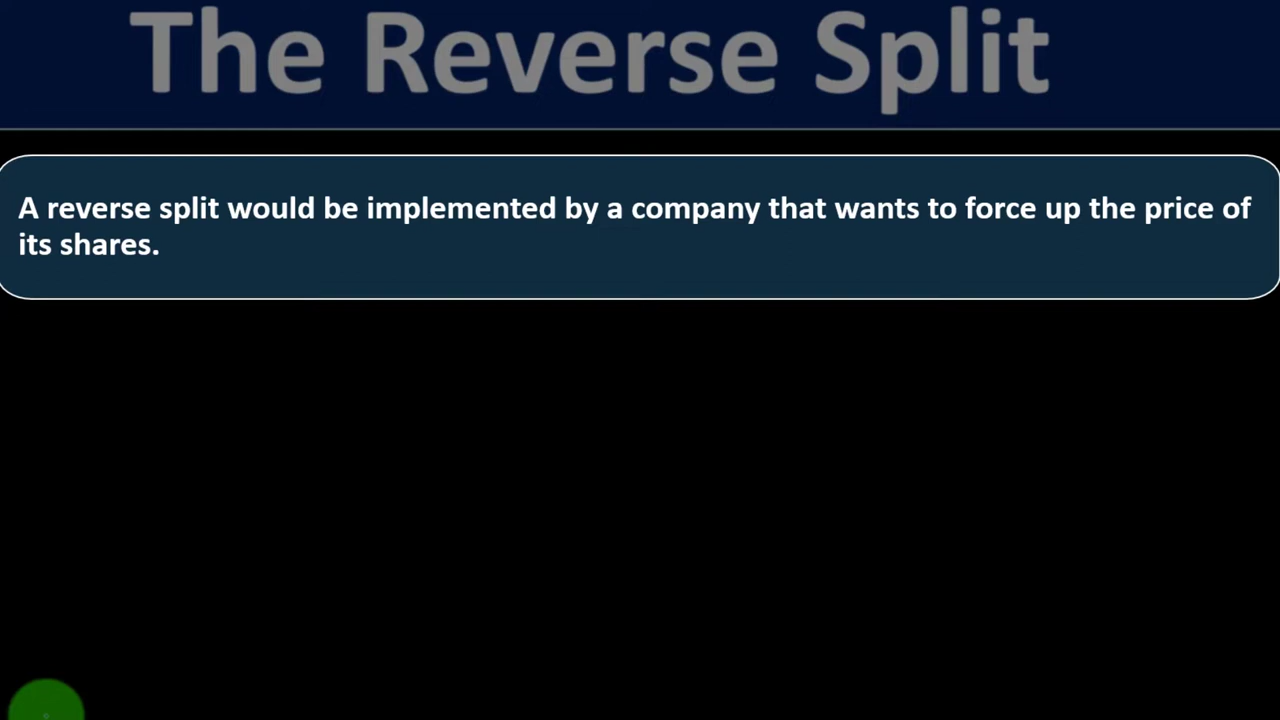 The Reverse Split
A reverse split would be implemented by a company that wants to force up the price of
its shares.